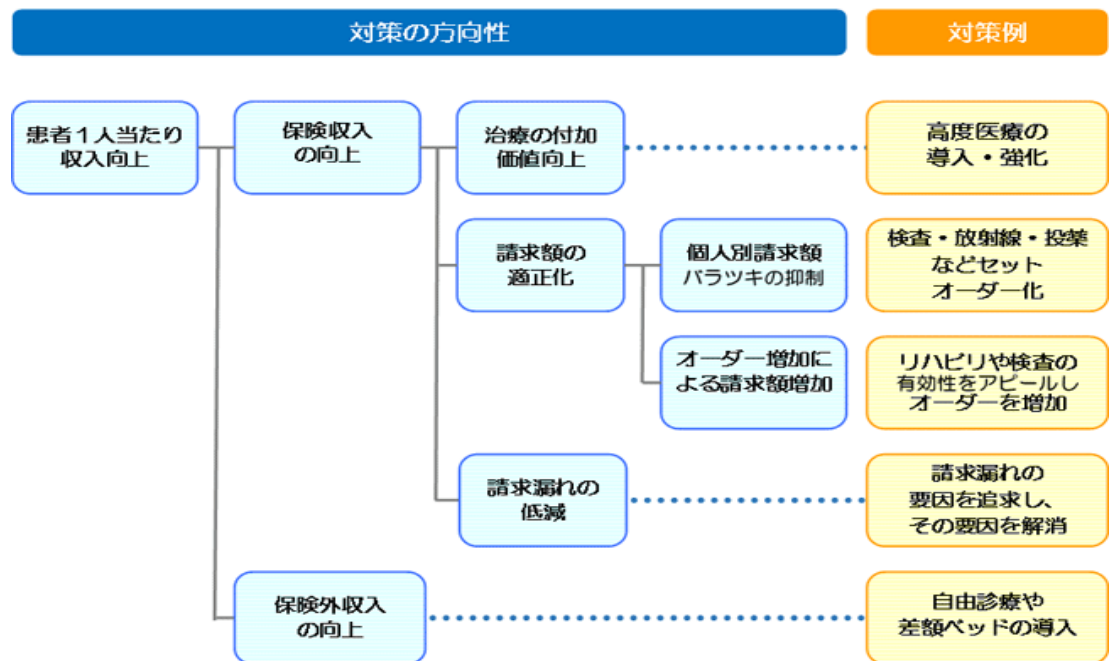 対策の方向性
対策例
患者1人当たり
収入向上
保険収入
の向上
治療の付加
価値向上
高度医療の
導入・強化
請求額の
適正化
個人別請求額
バラツキの抑制
検査・放射線・投薬
などセット
オーダー化
オーダー増加に
よる請求額増加
リハビリや検査の
有効性をアピールし
オーダーを増加
請求漏れの
低減
請求漏れの
要因を追求し、
その要因を解消
保険外収入
の向上
自由診療や
差額ベッドの導入